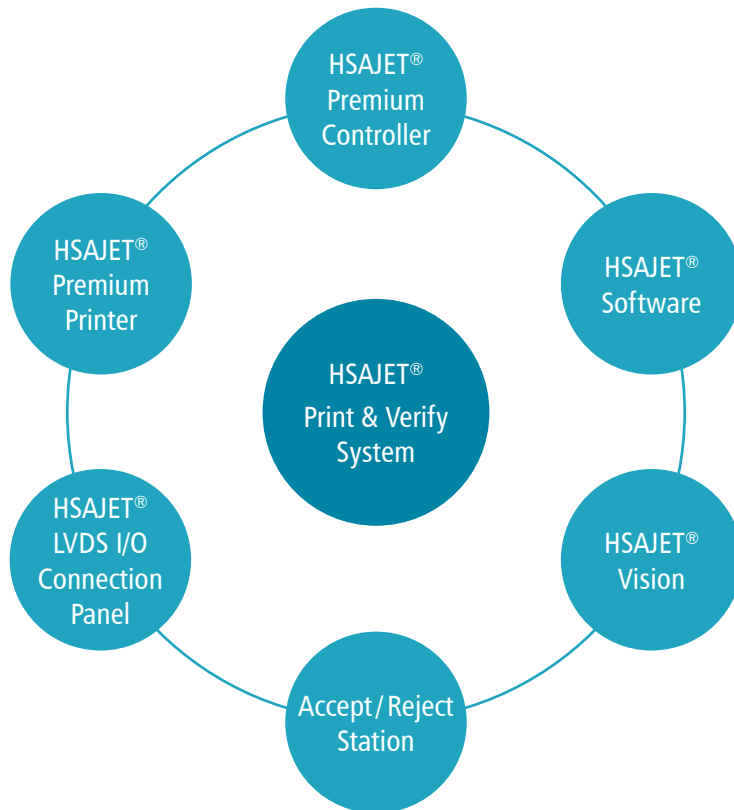 HSAJET®
Premium
Controller
HSAJET®
Premium
Printer
HSAJET®
Software
HSAJET®
Print & Verify
System
HSAJET®
LVDS I/O
Connection
Panel
HSAJET®
Vision
Accept / Reject
Station